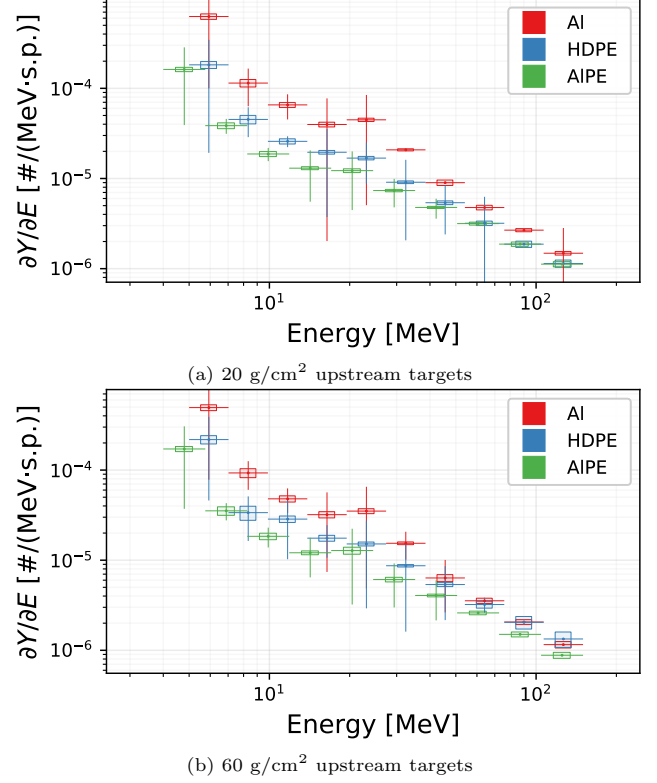 Al
HDPE
AlPE
10⁻⁴
10⁻⁵
10⁻⁶
∂Y/∂E [#/(MeV·s.p.)]
10¹
10²
Energy [MeV]
(a) 20 g/cm² upstream targets
Al
HDPE
AlPE
10⁻⁴
10⁻⁵
10⁻⁶
∂Y/∂E [#/(MeV·s.p.)]
10¹
10²
Energy [MeV]
(b) 60 g/cm² upstream targets